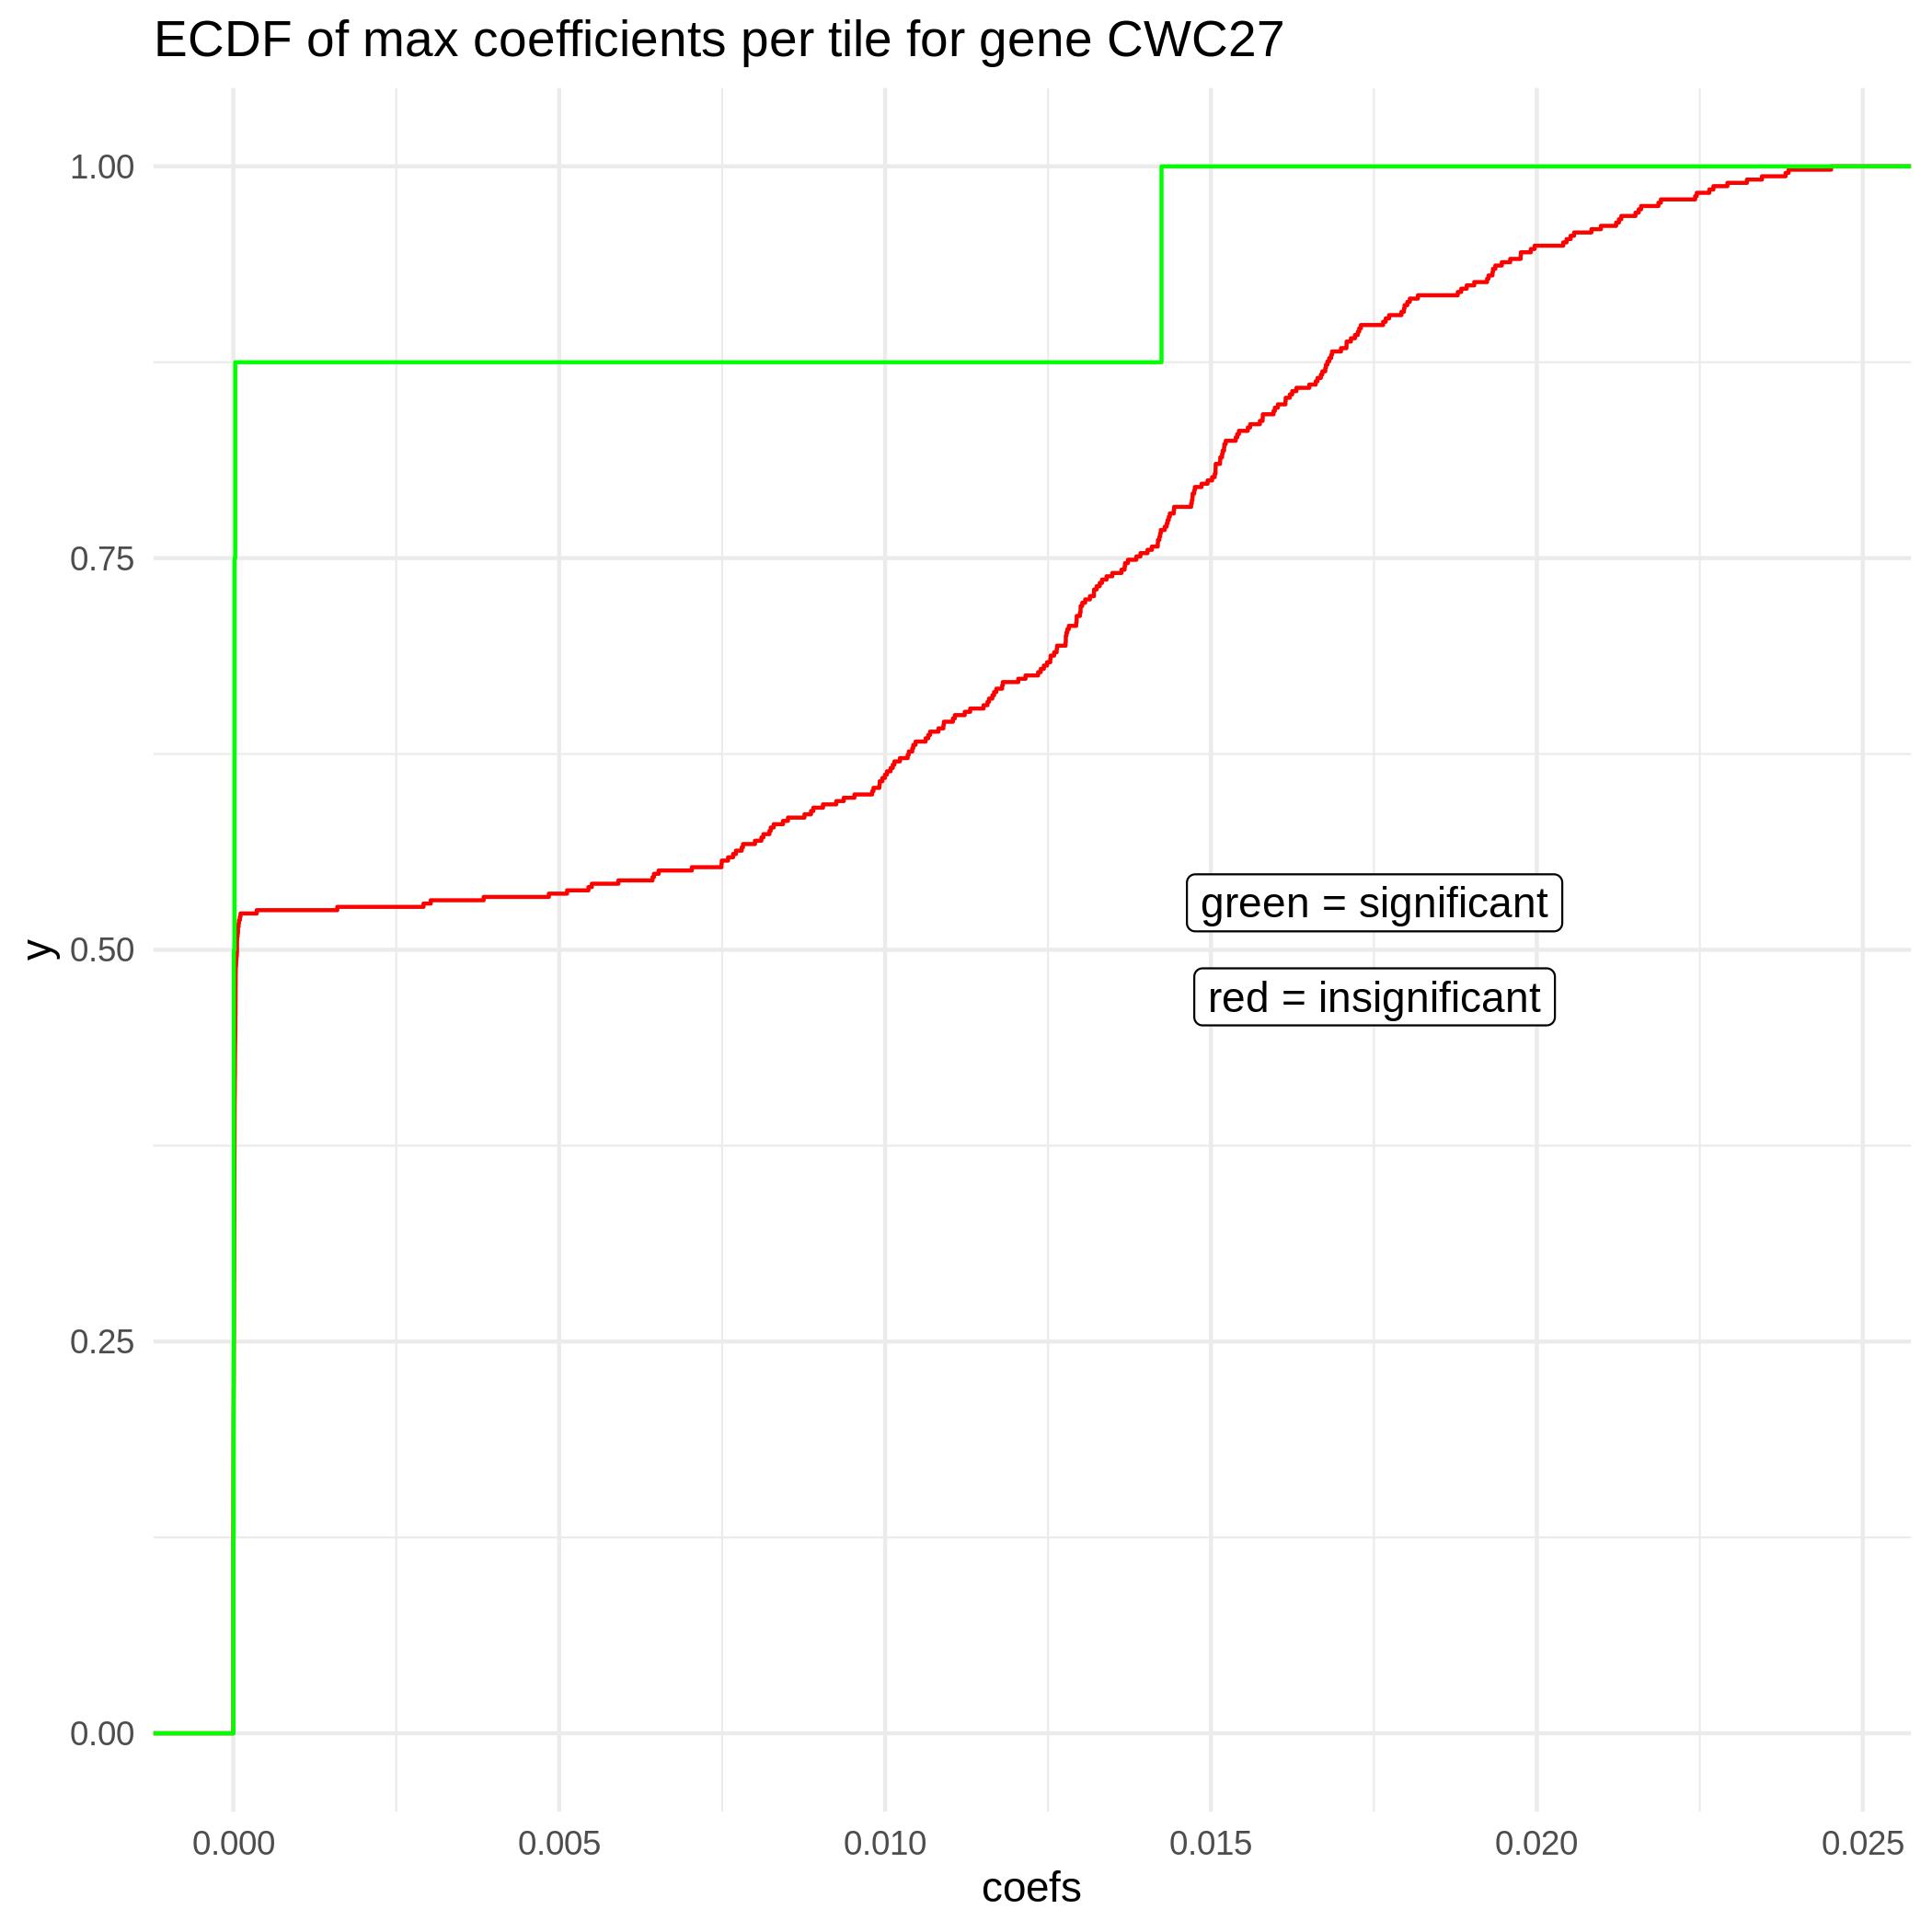 ECDF of max coefficients per tile for gene CWC27
1.00
0.75
0.50
0.25
0.00
y
green = significant
red = insignificant
0.000 0.005 0.010 0.015 0.020 0.025
coefs